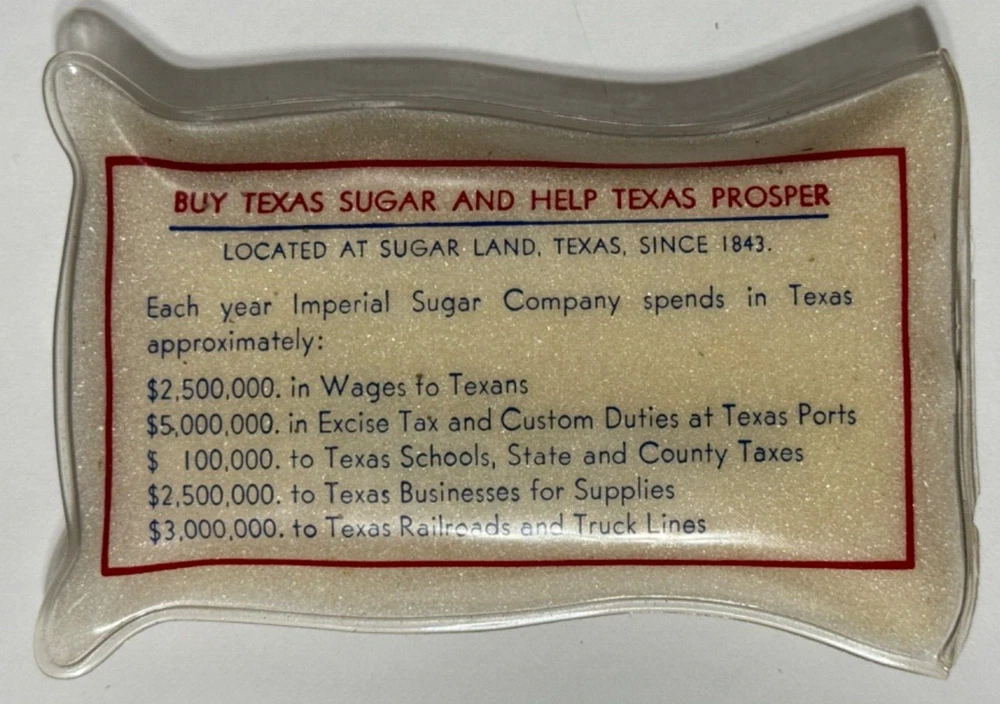 BUY TEXAS SUGAR AND HELP TEXAS PROSPER
LOCATED AT SUGAR LAND, TEXAS, SINCE 1843.
Each year Imperial Sugar Company spends in Texas
approximately:
$2,500,000. in Wages to Texans
$5,000,000. in Excise Tax and Custom Duties at Texas Ports
$ 100,000. to Texas Schools, State and County Taxes
$2,500,000. to Texas Businesses for Supplies
$3,000,000. to Texas Railroads and Truck Lines